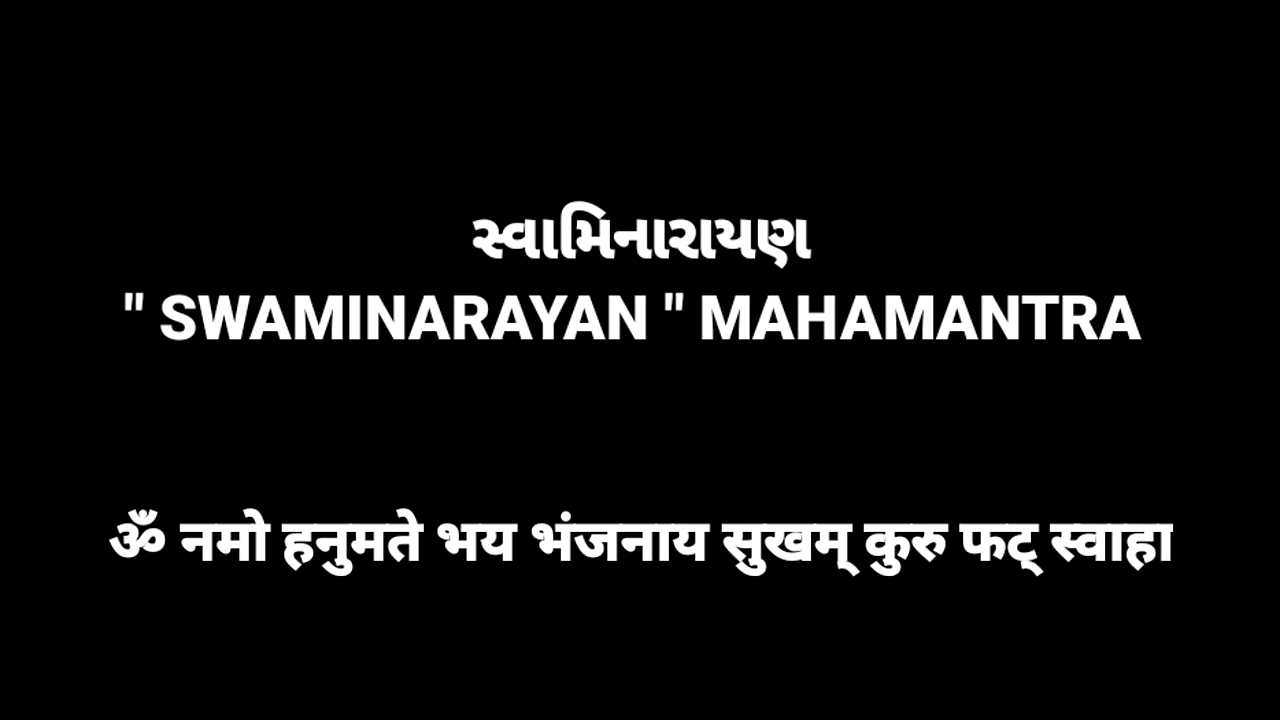 સ્વામિનારાયણ
" SWAMINARAYAN " MAHAMANTRA
ॐ नमो हनुमते भय भंजनाय सुखम् कुरु फट् स्वाहा